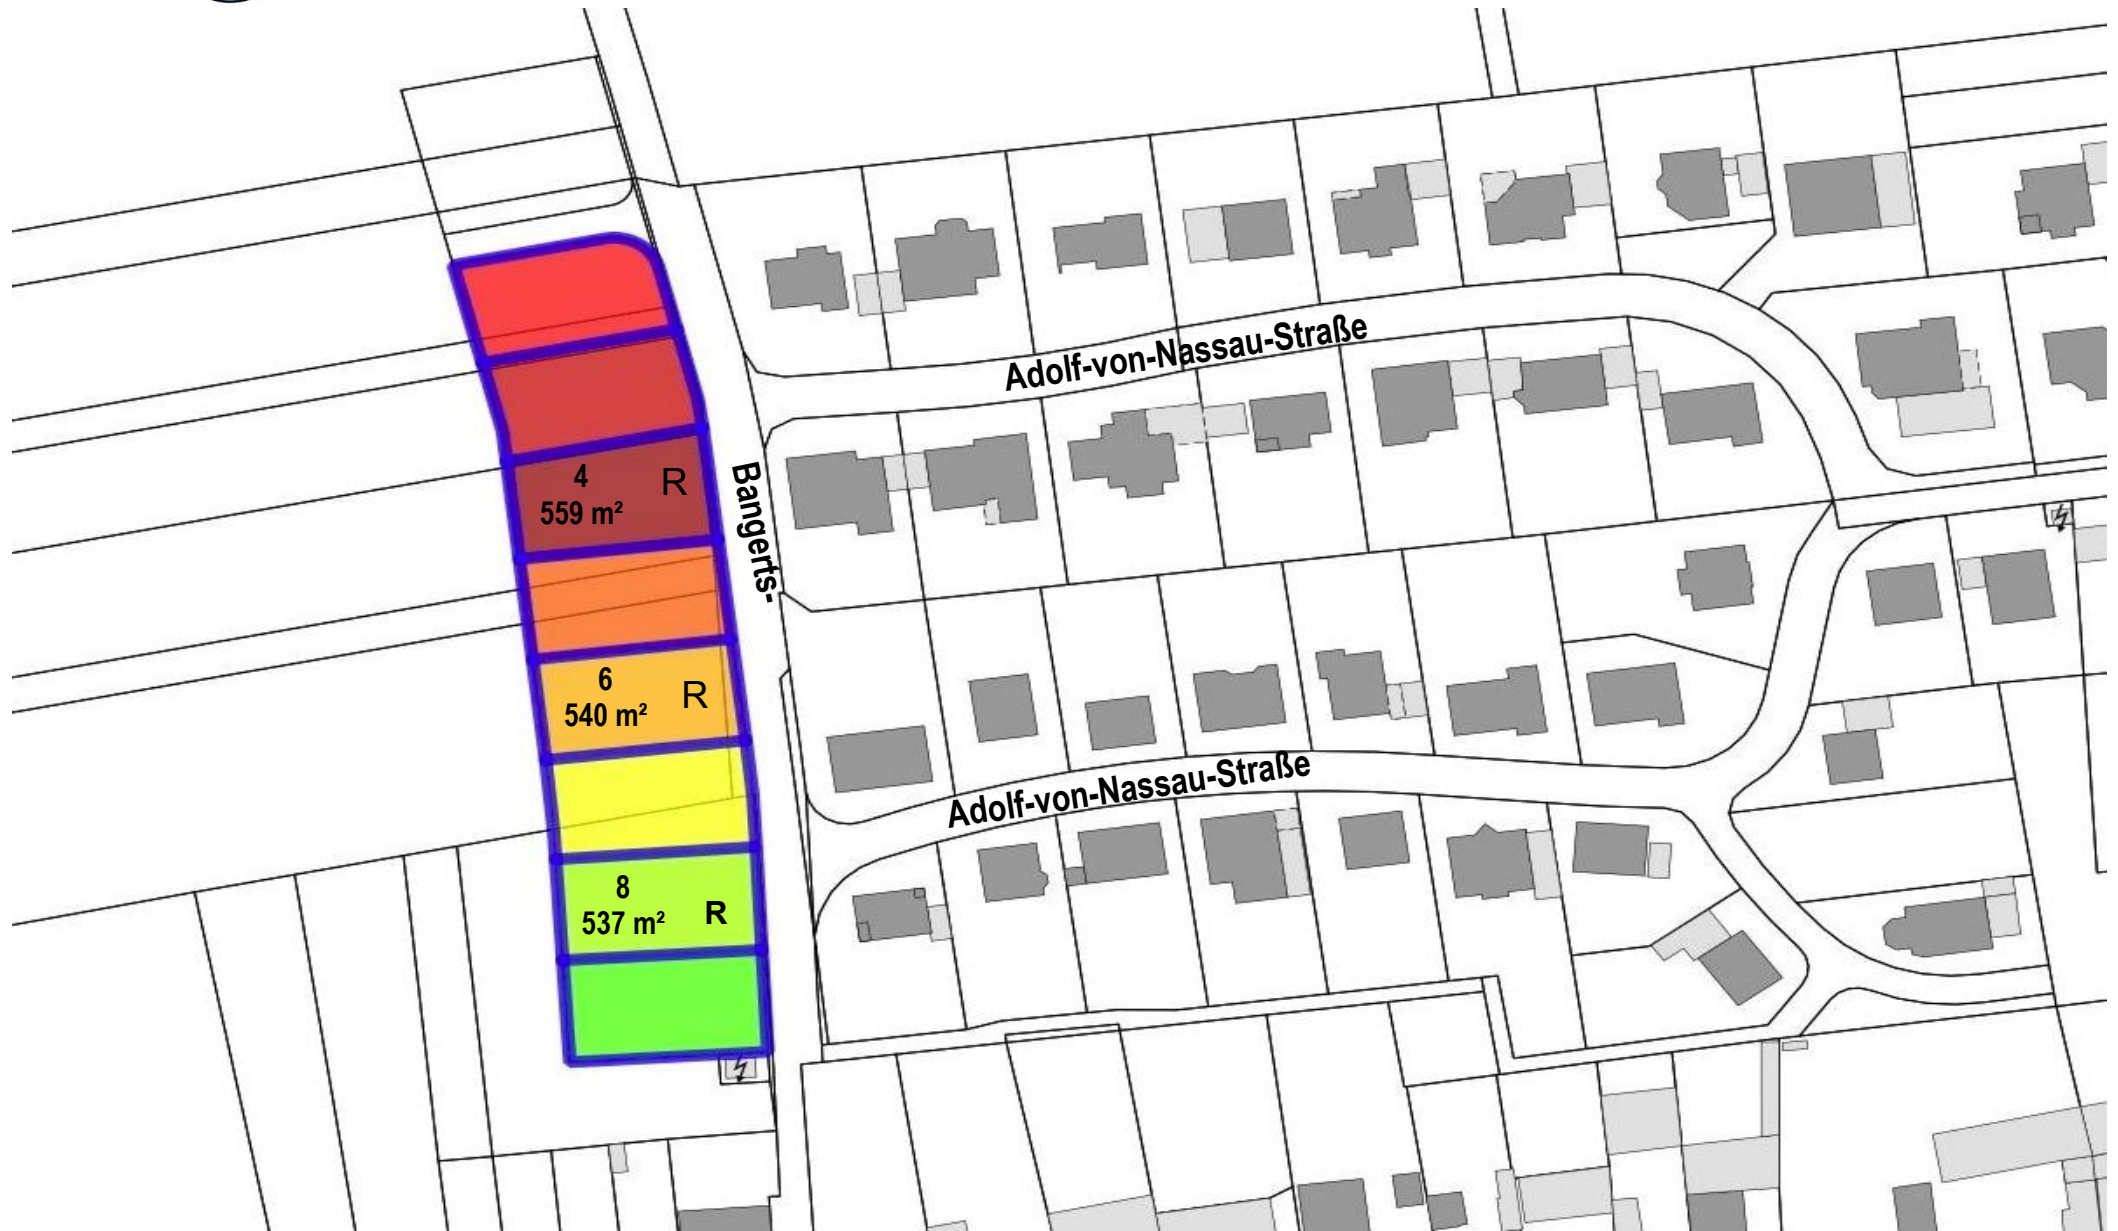 Adolf-von-Nassau-Straße
Bangerts-
4 R
559 m²
6 R
540 m²
Adolf-von-Nassau-Straße
8
537 m² R